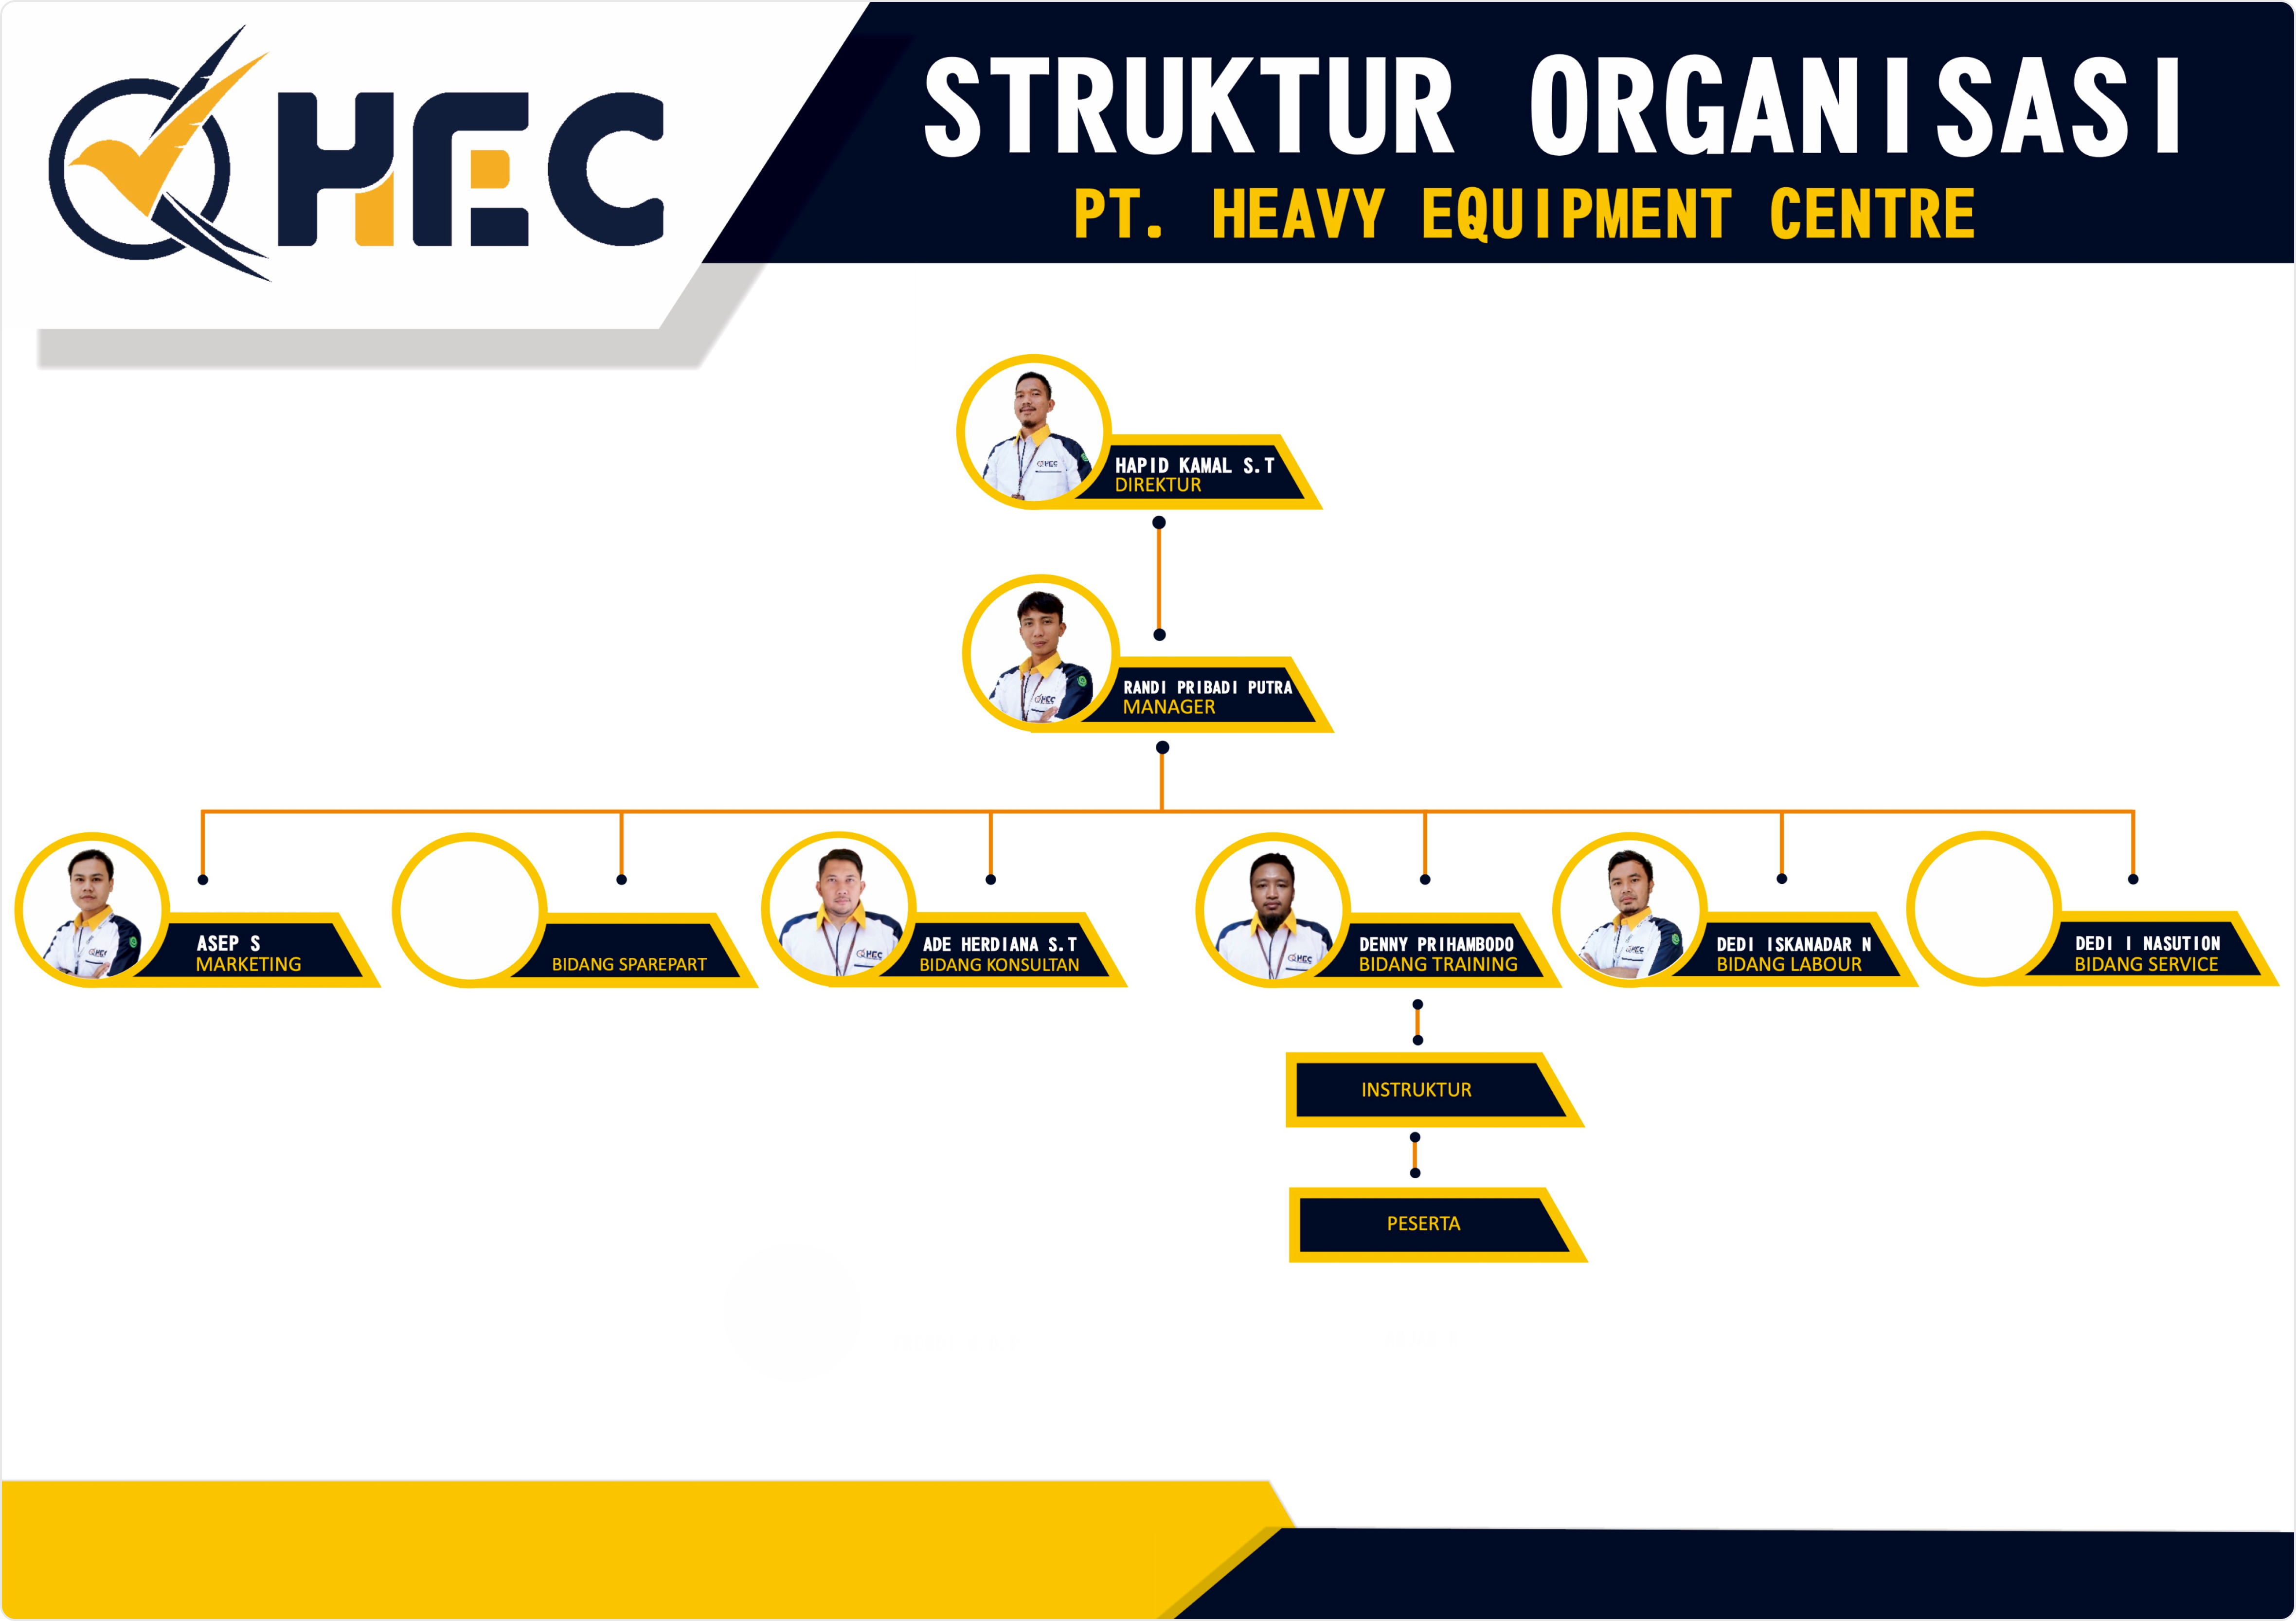 HEC
STRUKTUR ORGANISASI
PT. HEAVY EQUIPMENT CENTRE
HAPID KAMAL S.T
DIREKTUR
RANDI PRIBADI PUTRA
MANAGER
ASEP S
MARKETING
BIDANG SPAREPART
ADE HERDIANA S.T
BIDANG KONSULTAN
DENNY PRIHAMBODO
BIDANG TRAINING
DEDI ISKANADAR N
BIDANG LABOUR
DEDI I NASUTION
BIDANG SERVICE
INSTRUKTUR
PESERTA